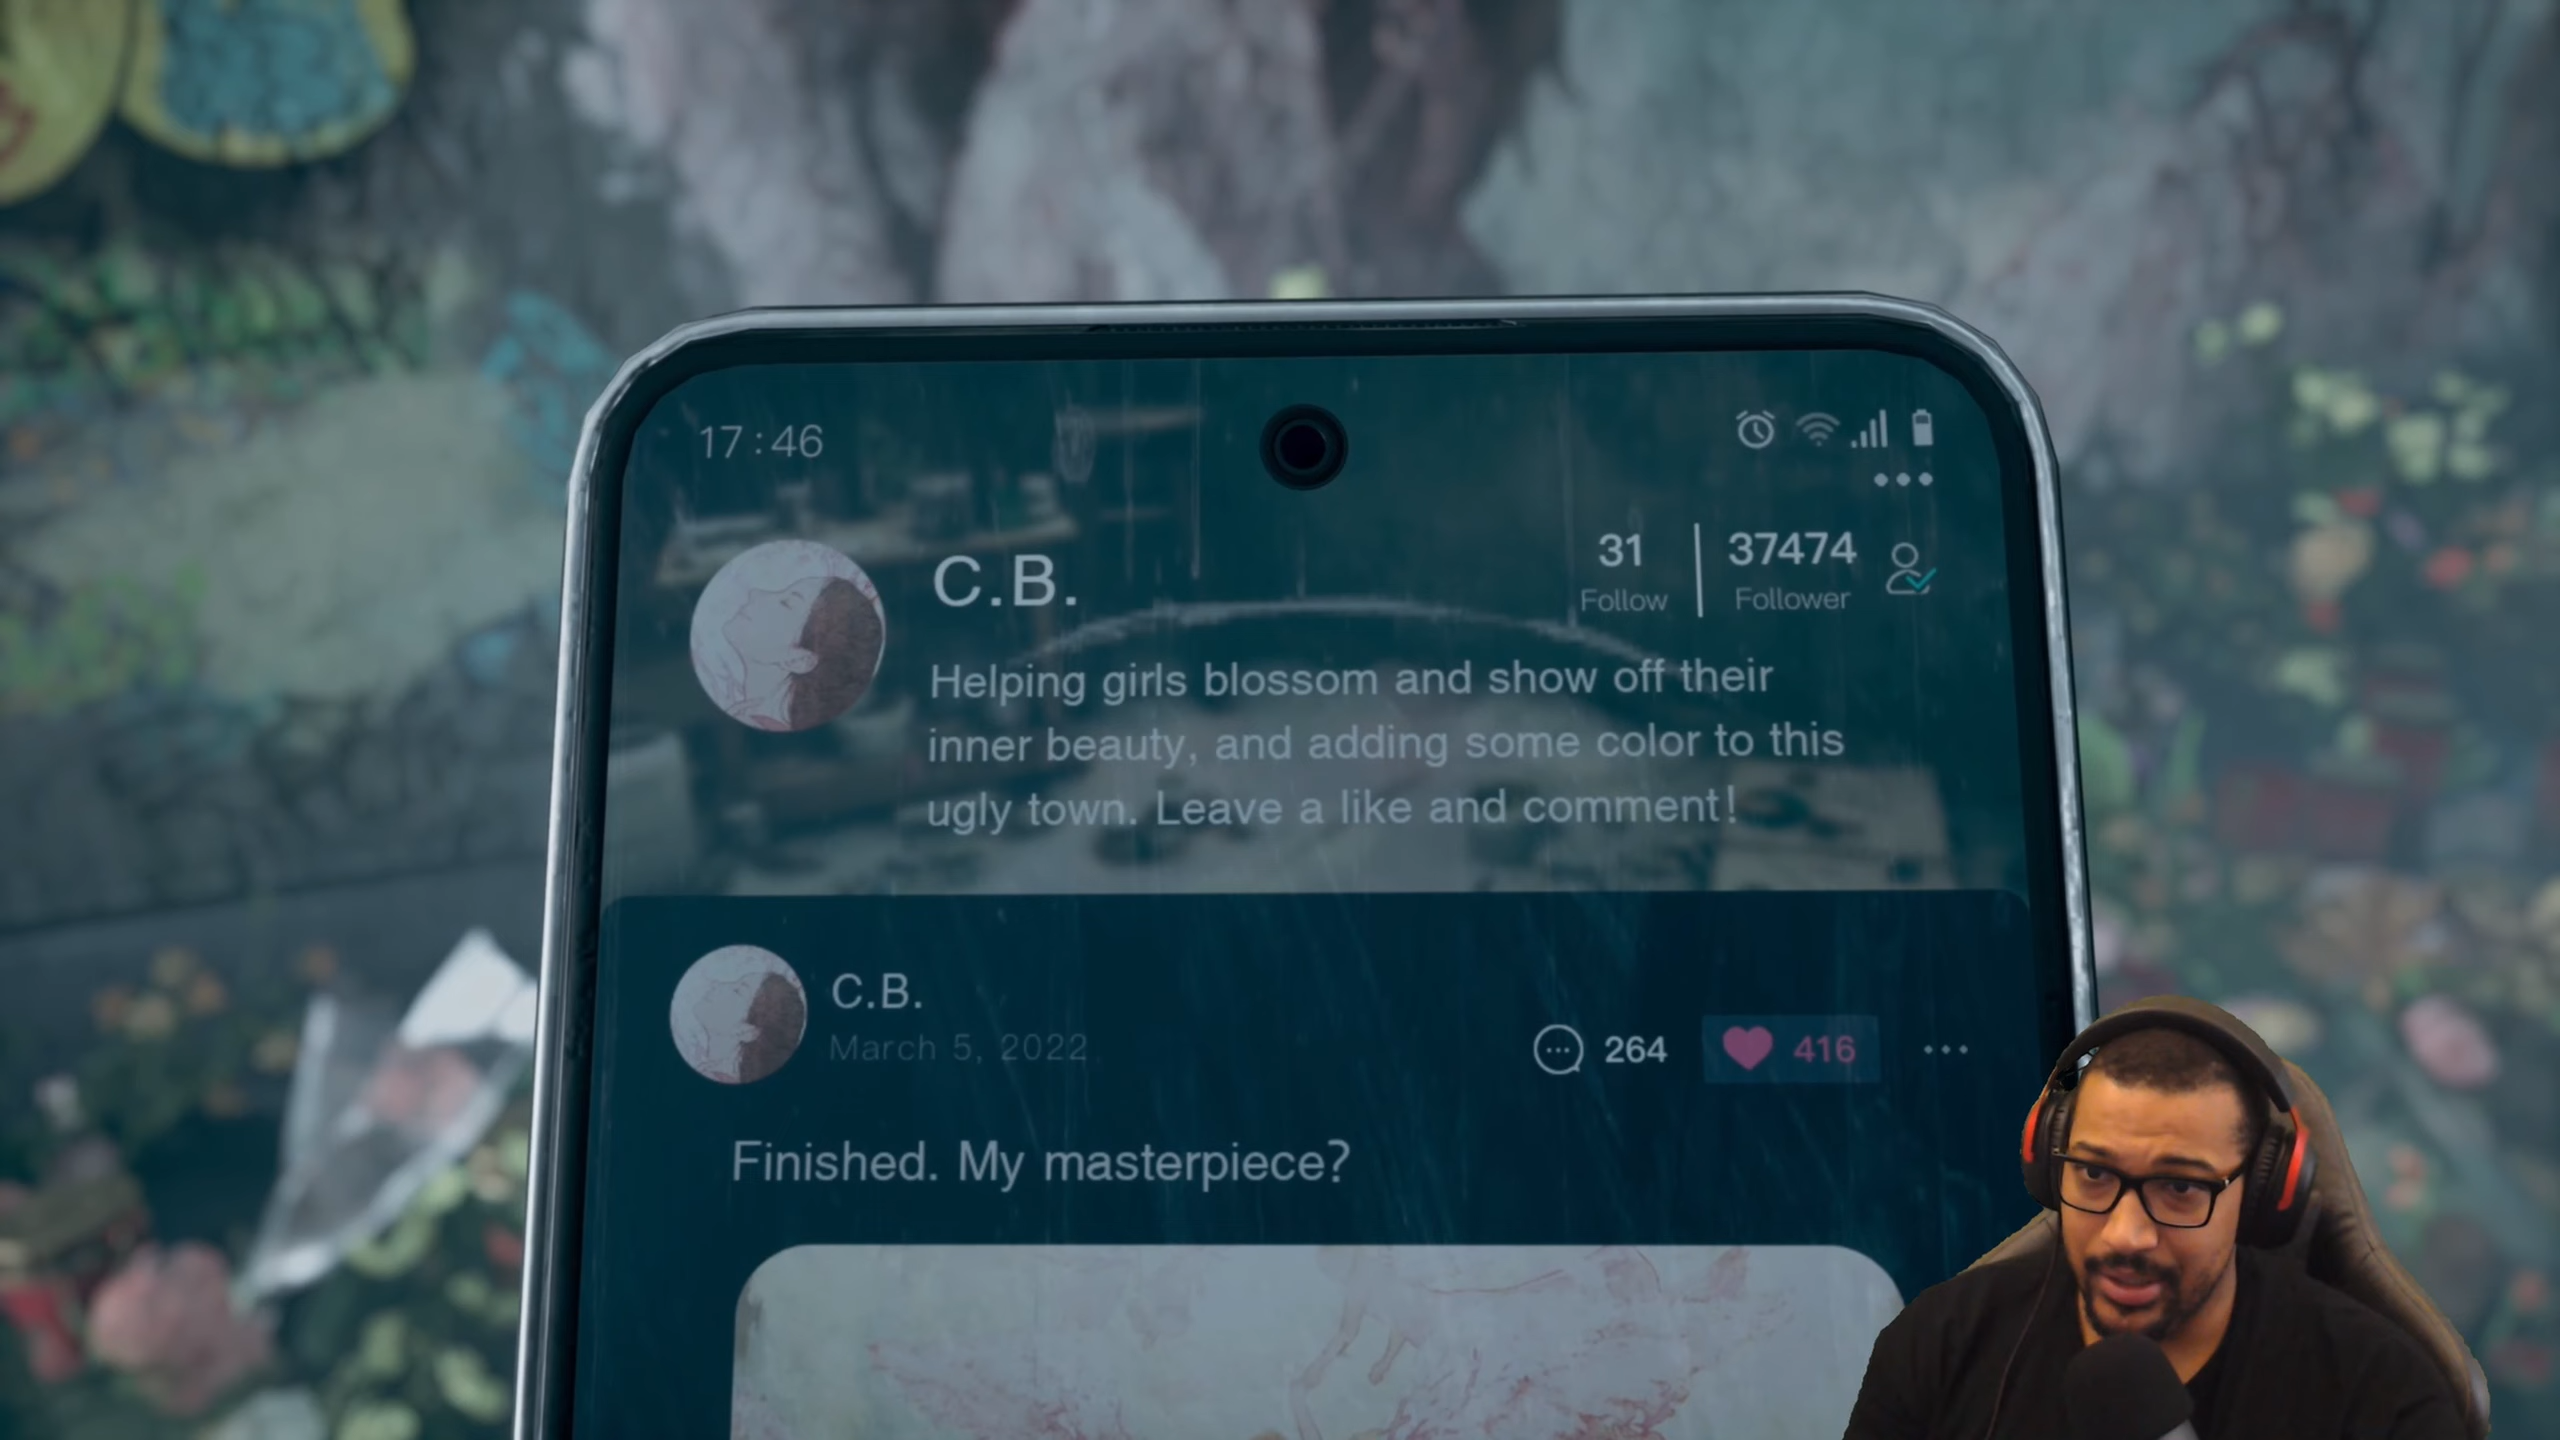 17:46
31
37474
Follow
Follower
C.B.
Helping girls blossom and show off their
inner beauty, and adding some color to this
ugly town. Leave a like and comment!
C.B.
March 5, 2022
264
416
Finished. My masterpiece?